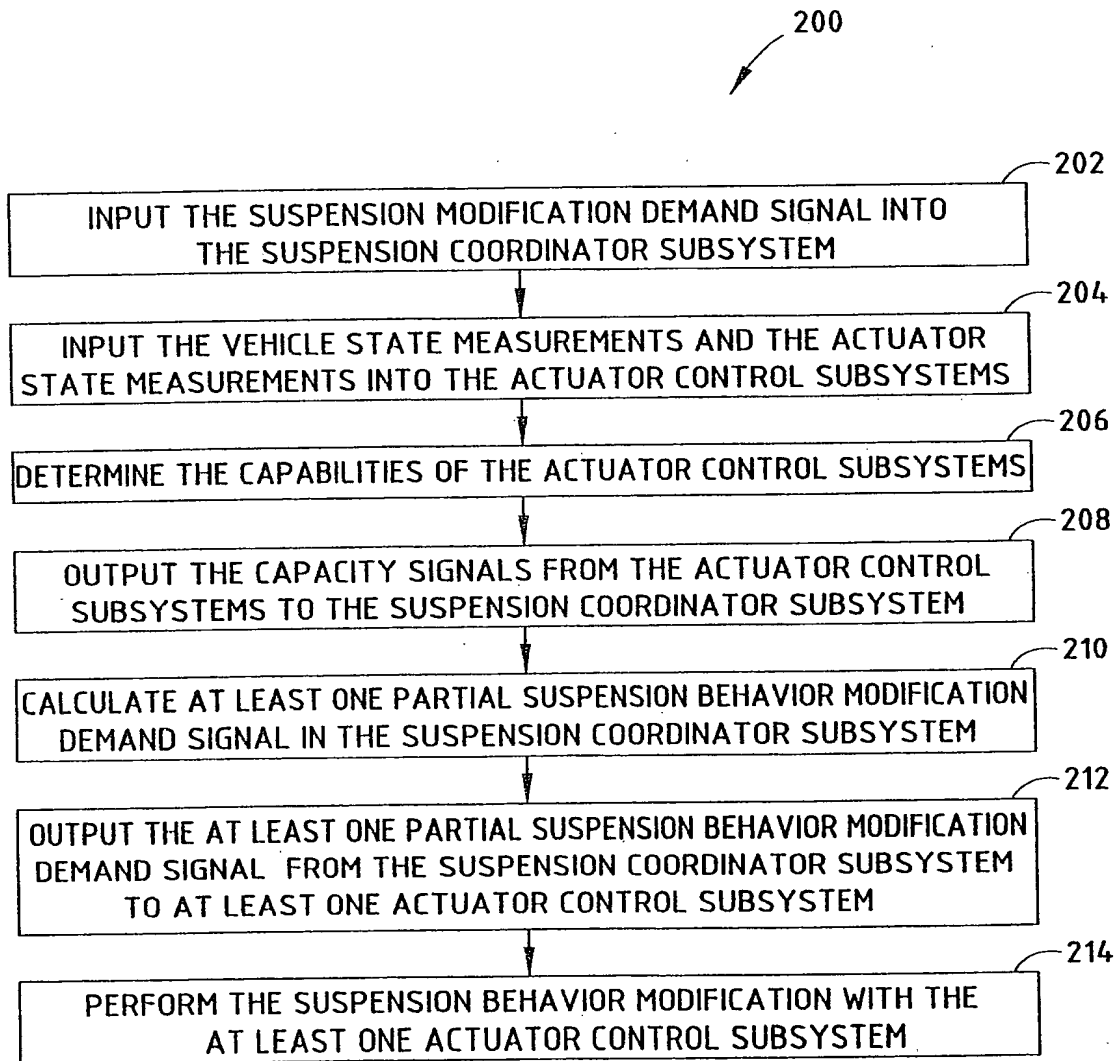 200
202
INPUT THE SUSPENSION MODIFICATION DEMAND SIGNAL INTO
THE SUSPENSION COORDINATOR SUBSYSTEM
204
INPUT THE VEHICLE STATE MEASUREMENTS AND THE ACTUATOR
STATE MEASUREMENTS INTO THE ACTUATOR CONTROL SUBSYSTEMS
206
DETERMINE THE CAPABILITIES OF THE ACTUATOR CONTROL SUBSYSTEMS
208
OUTPUT THE CAPACITY SIGNALS FROM THE ACTUATOR CONTROL
SUBSYSTEMS TO THE SUSPENSION COORDINATOR SUBSYSTEM
210
CALCULATE AT LEAST ONE PARTIAL SUSPENSION BEHAVIOR MODIFICATION
DEMAND SIGNAL IN THE SUSPENSION COORDINATOR SUBSYSTEM
212
OUTPUT THE AT LEAST ONE PARTIAL SUSPENSION BEHAVIOR MODIFICATION
DEMAND SIGNAL FROM THE SUSPENSION COORDINATOR SUBSYSTEM
TO AT LEAST ONE ACTUATOR CONTROL SUBSYSTEM
214
PERFORM THE SUSPENSION BEHAVIOR MODIFICATION WITH THE
AT LEAST ONE ACTUATOR CONTROL SUBSYSTEM